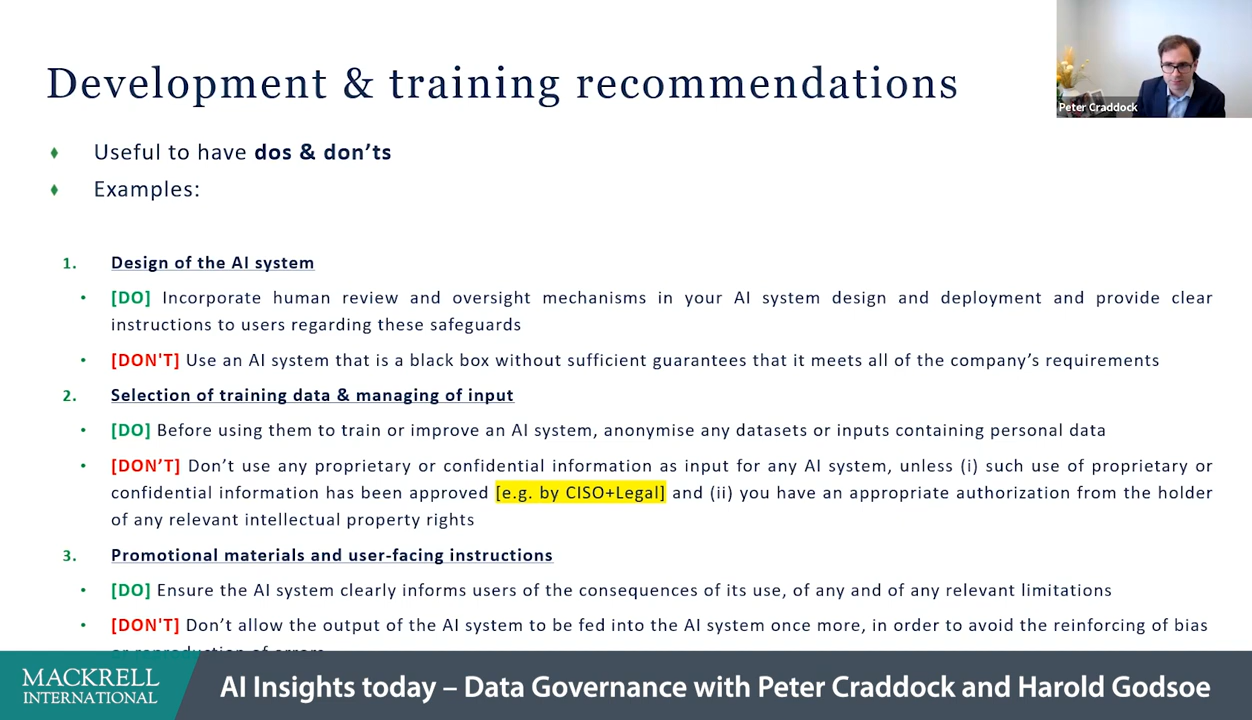 Development & training recommendations
Peter Craddock
Useful to have dos & don'ts
Examples:
1. Design of the AI system
[DO] Incorporate human review and oversight mechanisms in your AI system design and deployment and provide clear
instructions to users regarding these safeguards
[DON'T] Use an AI system that is a black box without sufficient guarantees that it meets all of the company's requirements
2. Selection of training data & managing of input
[DO] Before using them to train or improve an AI system, anonymise any datasets or inputs containing personal data
[DON'T] Don't use any proprietary or confidential information as input for any AI system, unless (i) such use of proprietary or
confidential information has been approved [e.g. by CISO+Legal] and (ii) you have an appropriate authorization from the holder
of any relevant intellectual property rights
3. Promotional materials and user-facing instructions
[DO] Ensure the AI system clearly informs users of the consequences of its use, of any and of any relevant limitations
[DON'T] Don't allow the output of the AI system to be fed into the AI system once more, in order to avoid the reinforcing of bias
or reproduction of errors
MACKRELL
INTERNATIONAL
AI Insights today – Data Governance with Peter Craddock and Harold Godsoe